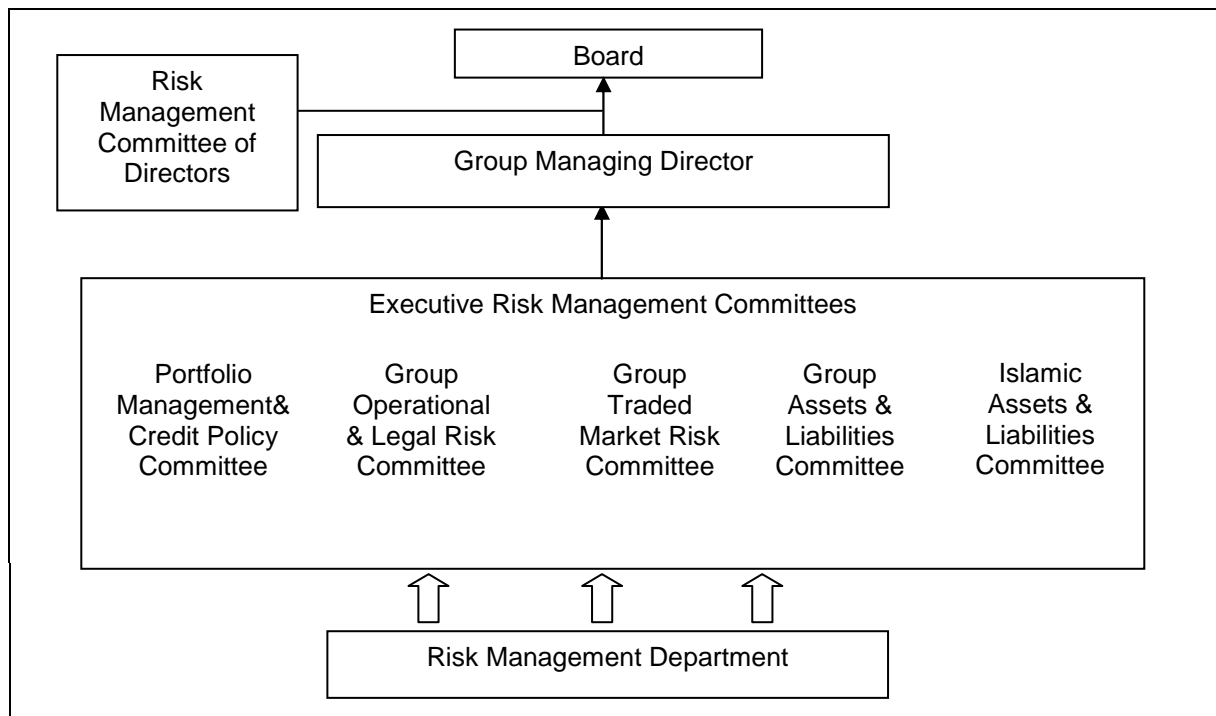 Board
Risk
Management
Committee of
Directors
Group Managing Director
Executive Risk Management Committees
Portfolio
Management&
Credit Policy
Committee
Group
Operational
& Legal Risk
Committee
Group
Traded
Market Risk
Committee
Group
Assets &
Liabilities
Committee
Islamic
Assets &
Liabilities
Committee
Risk Management Department